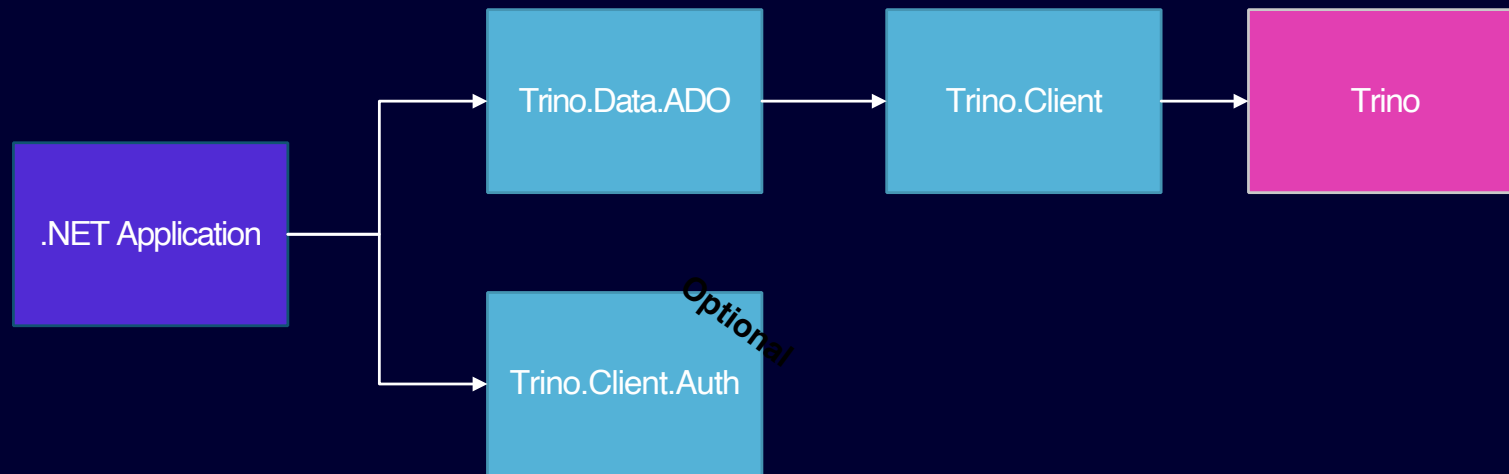 Trino.Data.ADO
Trino.Client
Trino
.NET Application
Optional
Trino.Client.Auth